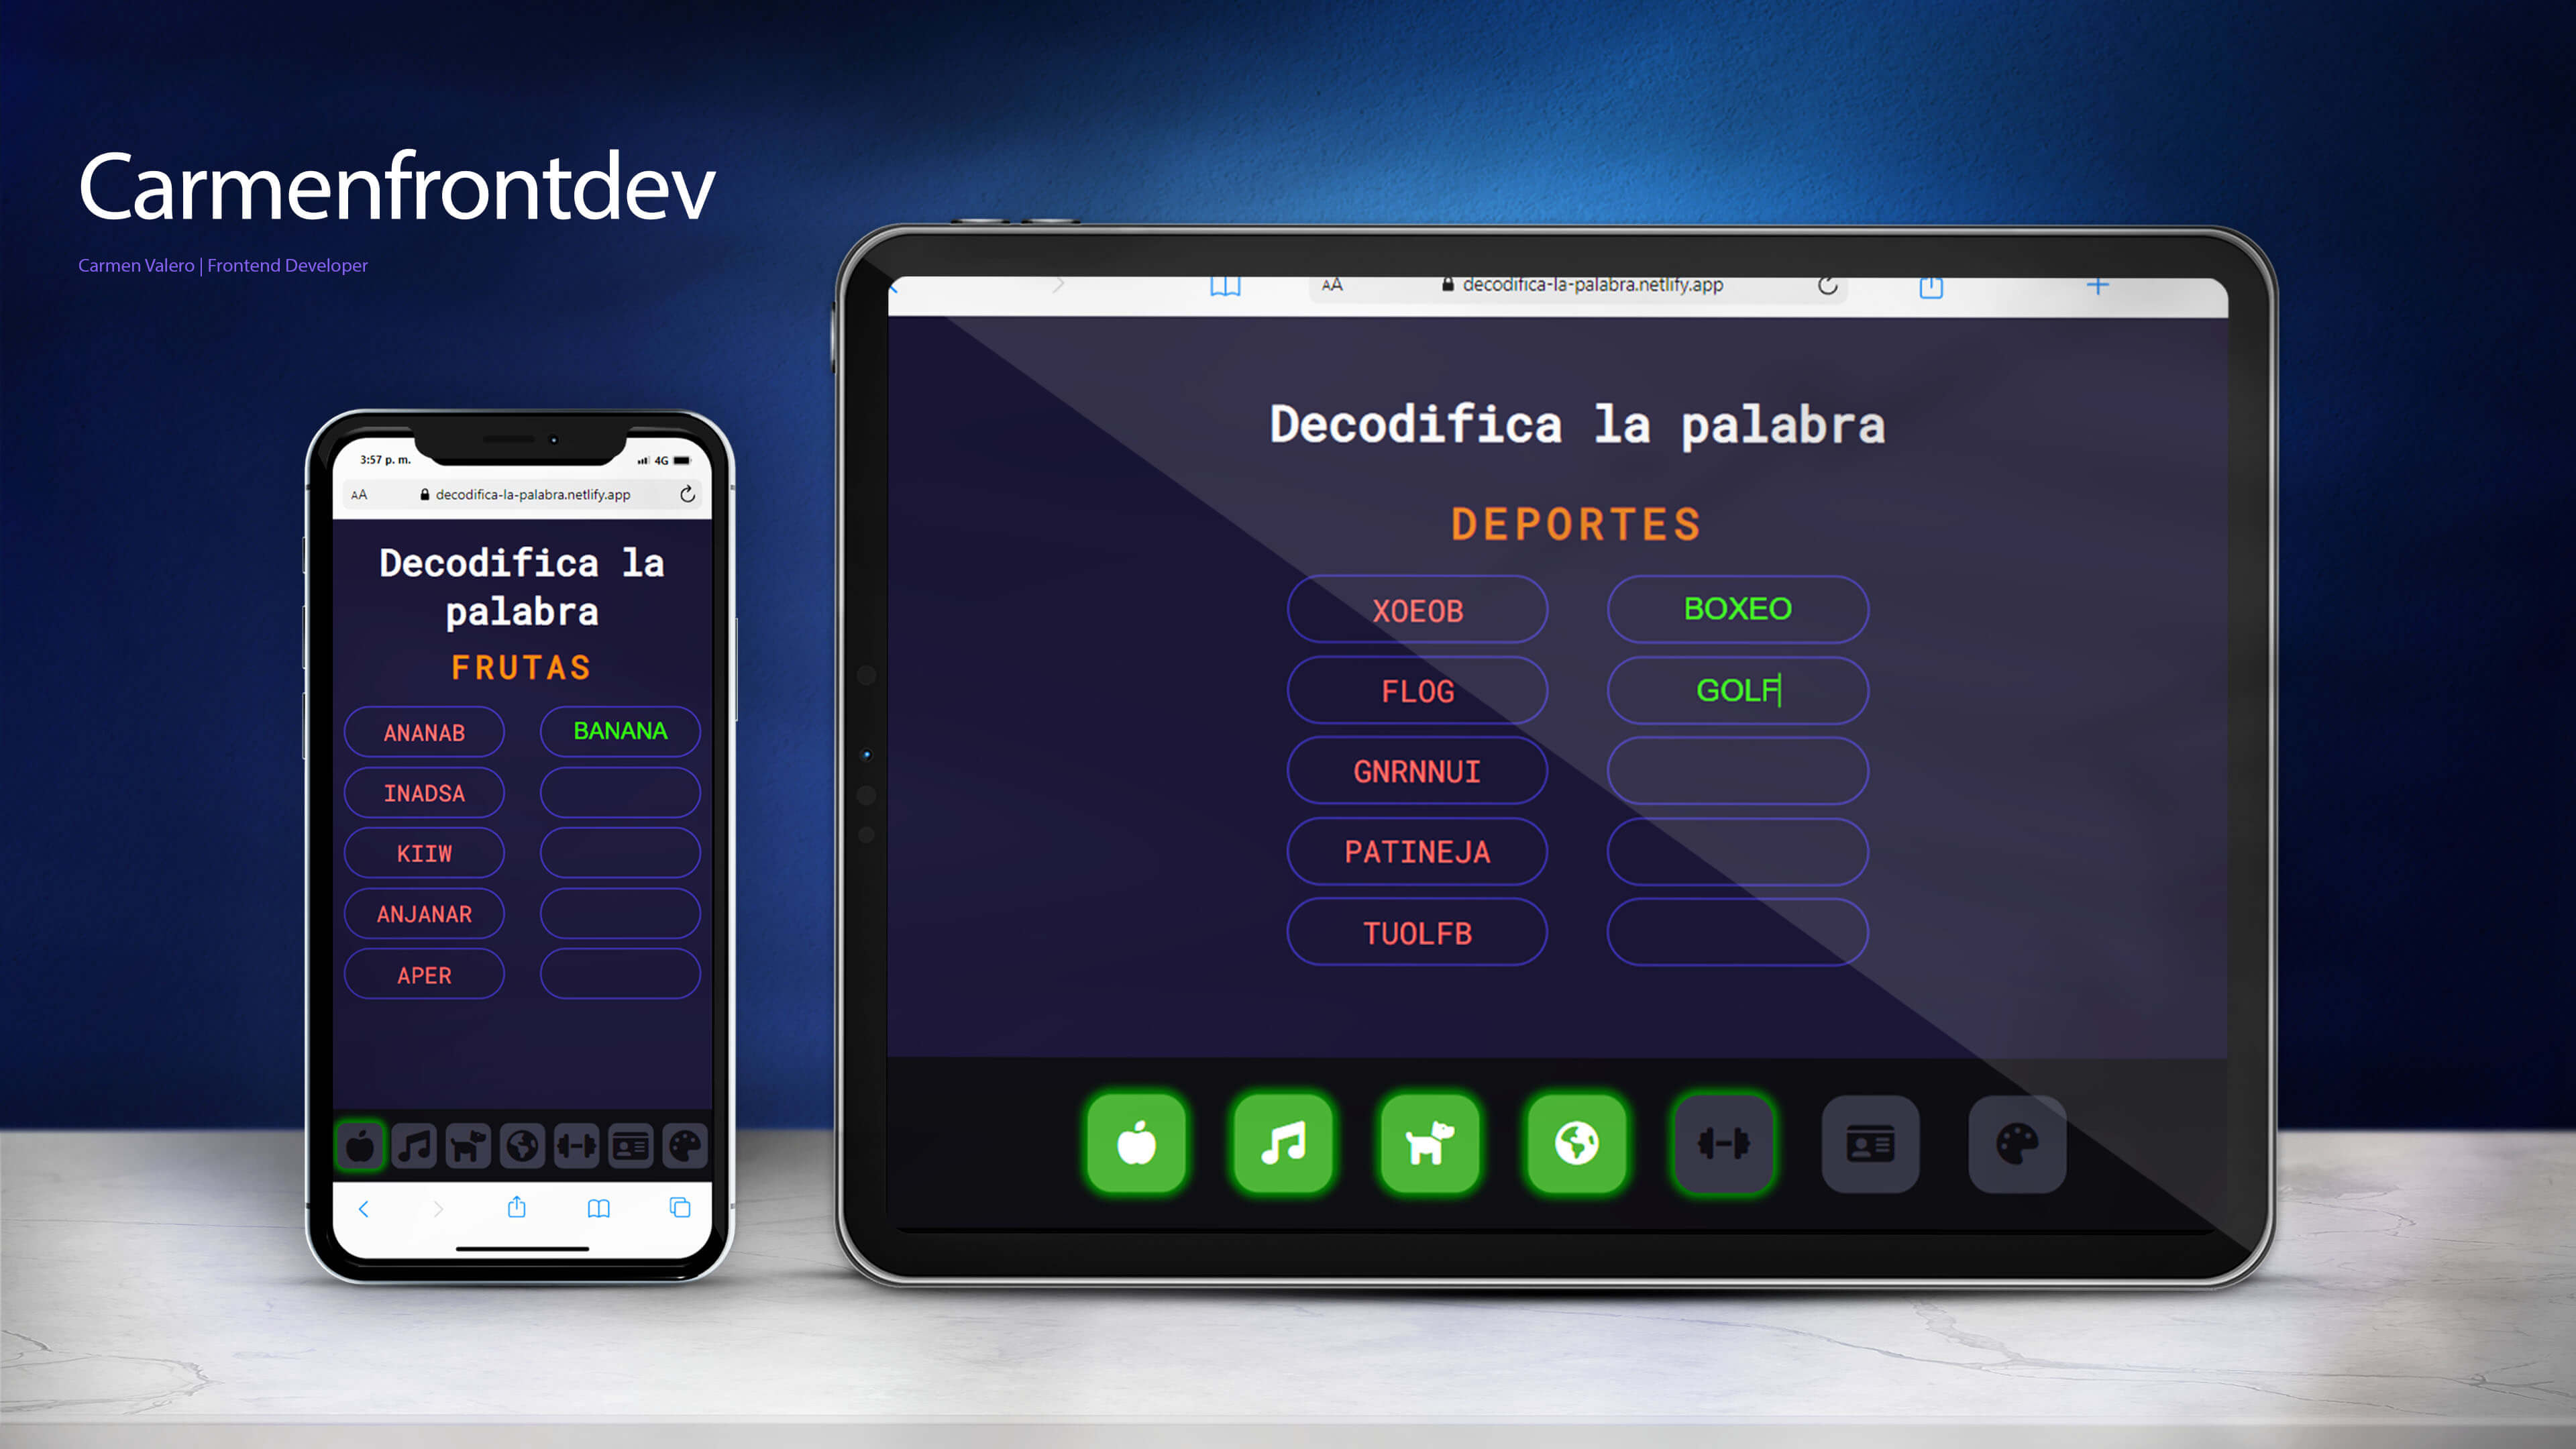 Carmenfrontdev
Carmen Valero | Frontend Developer
3:57 p. m.
4G
AA
decodifica-la-palabra.netlify.app
Decodifica la
palabra
FRUTAS
ANANAB
BANANA
INADSA
KIIW
ANJANAR
APER
AA
decodifica-la-palabra.netlify.app
Decodifica la palabra
DEPORTES
XOEOB
BOXEO
FLOG
GOLF
GNRNNUI
PATINEJA
TUOLFB